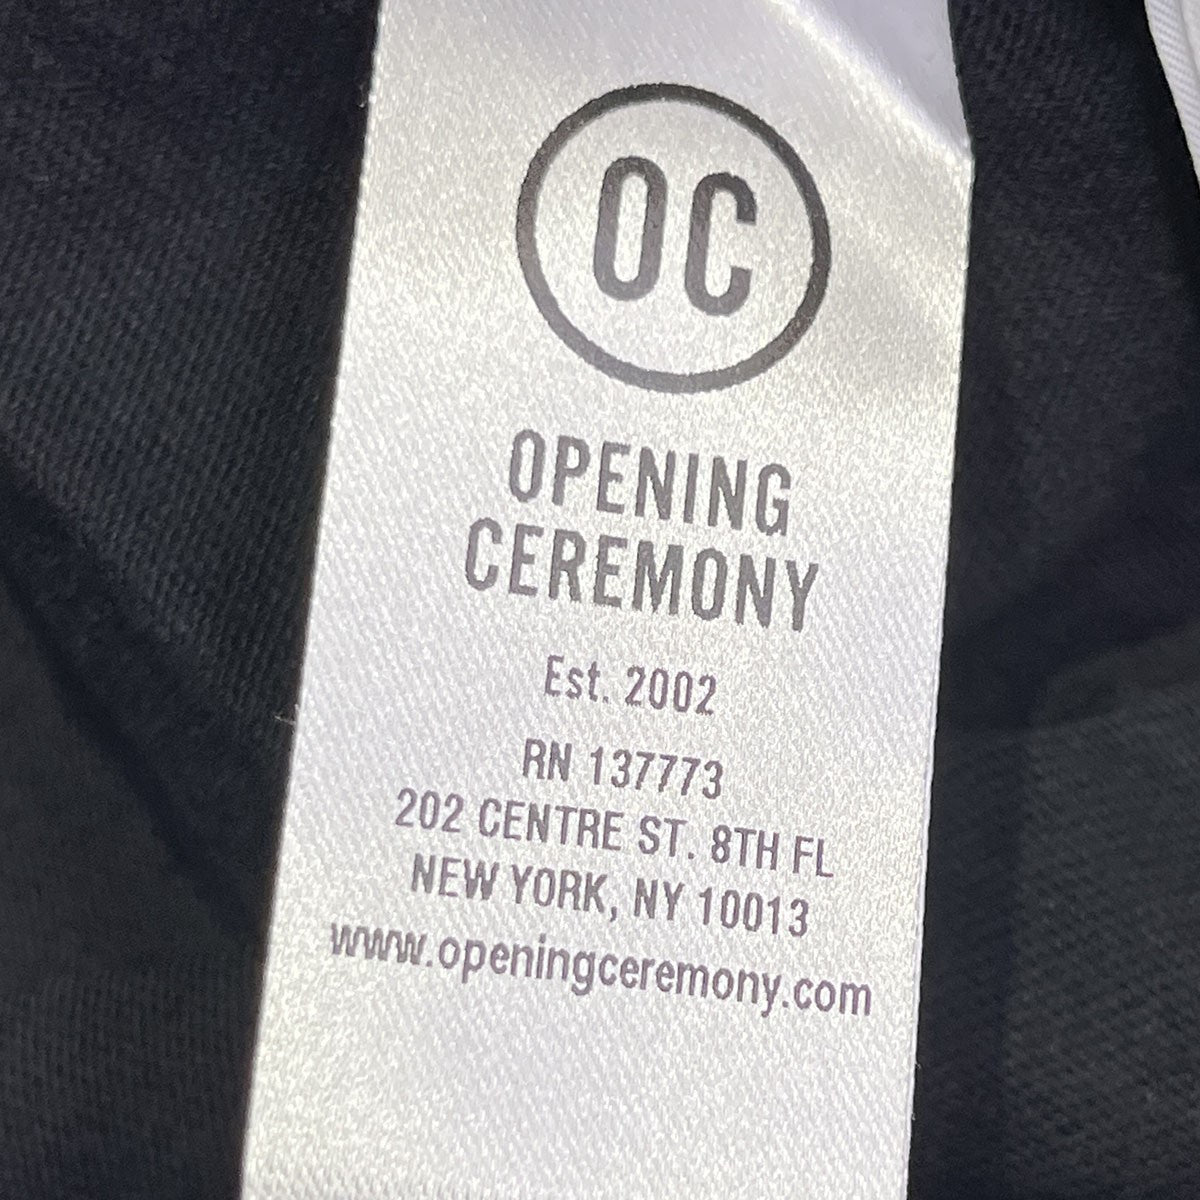 OC
OPENING
CEREMONY
Est. 2002
RN 137773
202 CENTRE ST. 8TH FL
NEW YORK, NY 10013
www.openingceremony.com